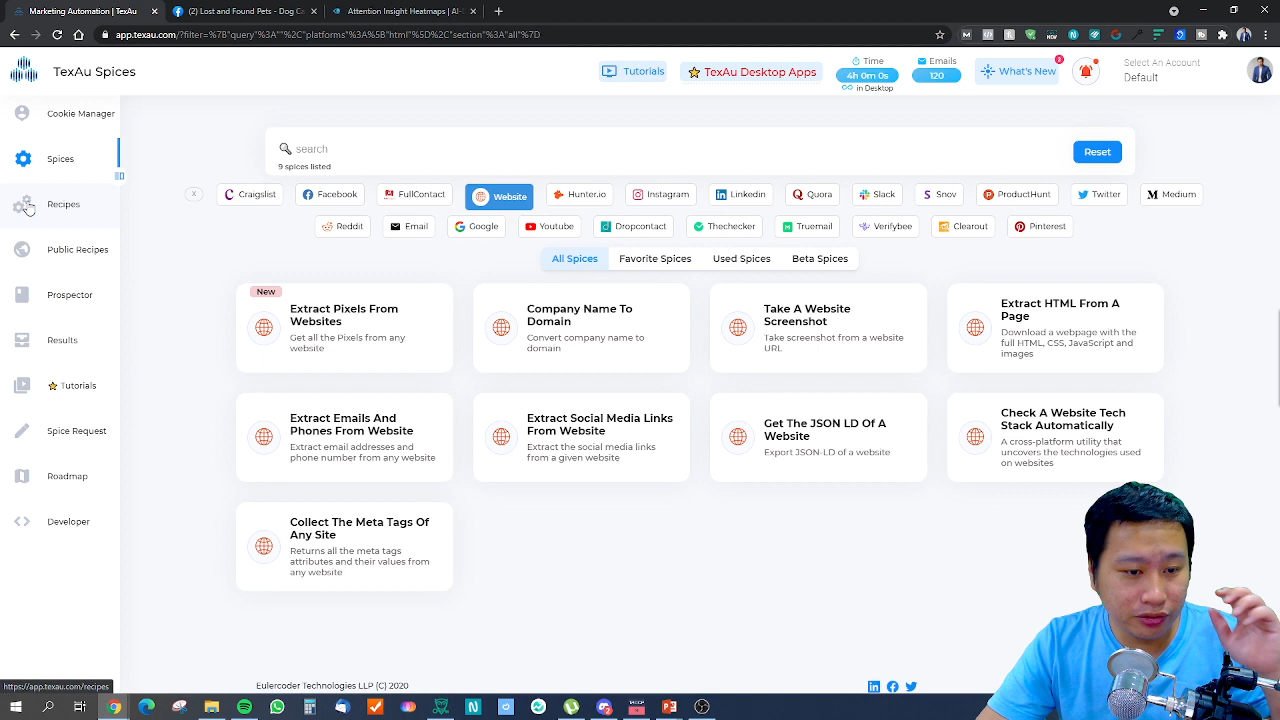 Marketing Automation | TexAu
(2) Lost and Found Pets - Dog C
Attention Insight Heatmaps | AI-
app.texau.com/?filter=%7B"query"%3A""%2C"platforms"%3A%5B"html"%5D%2C"section"%3A"all"%7D
TexAu Spices
Tutorials
TexAu Desktop Apps
Time
4h 0m 0s
in Desktop
Emails
120
What's New
2
Select An Account
Default
Cookie Manager
Spices
Recipes
Public Recipes
Prospector
Results
Tutorials
Spice Request
Roadmap
Developer
search
9 spices listed
Reset
X
Craigslist
Facebook
FullContact
Website
Hunter.io
Instagram
Linkedin
Quora
Slack
Snov
ProductHunt
Twitter
Medium
Reddit
Email
Google
Youtube
Dropcontact
Thechecker
Truemail
Verifybee
Clearout
Pinterest
All Spices
Favorite Spices
Used Spices
Beta Spices
New
Extract Pixels From
Websites
Get all the Pixels from any
website
Company Name To
Domain
Convert company name to
domain
Take A Website
Screenshot
Take screenshot from a website
URL
Extract HTML From A
Page
Download a webpage with the
full HTML, CSS, JavaScript and
images
Extract Emails And
Phones From Website
Extract email addresses and
phone number from any website
Extract Social Media Links
From Website
Extract the social media links
from a given website
Get The JSON LD Of A
Website
Export JSON-LD of a website
Check A Website Tech
Stack Automatically
A cross-platform utility that
uncovers the technologies used
on websites
Collect The Meta Tags Of
Any Site
Returns all the meta tags
attributes and their values from
any website
https://app.texau.com/recipes
Eulercoder Technologies LLP [C] 2020